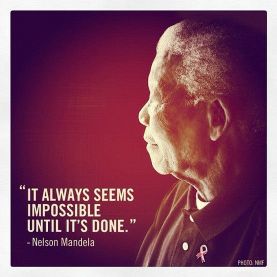 “IT ALWAYS SEEMS
IMPOSSIBLE
UNTIL IT’S DONE.”
- Nelson Mandela
PHOTO: NMF